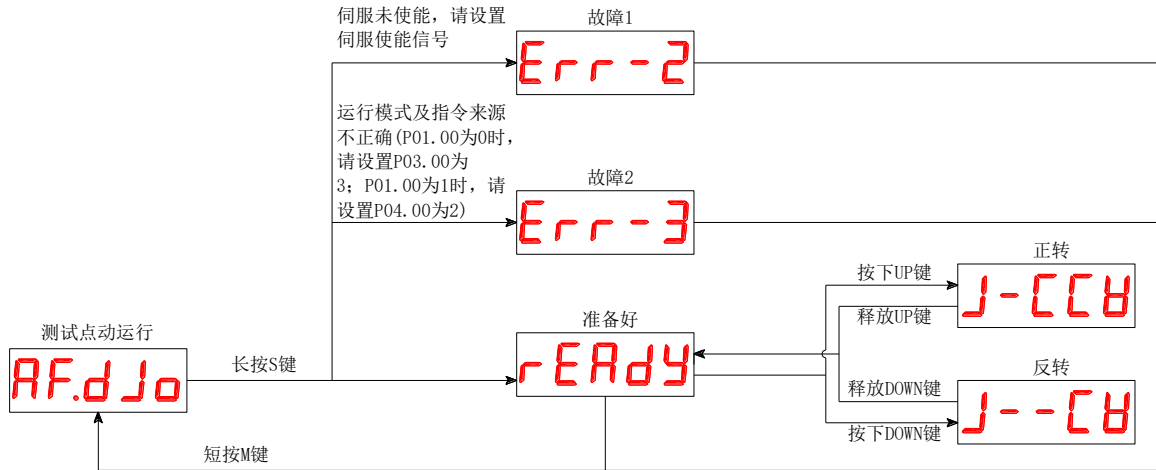 伺服未使能，请设置
伺服使能信号
故障1
Err-2
运行模式及指令来源
不正确(P01.00为0时，
请设置P03.00为
3；P01.00为1时，请
设置P04.00为2)
故障2
Err-3
正转
J-CCW
按下UP键
释放UP键
测试点动运行
AF.dJo
长按S键
准备好
rEAdy
反转
J--CW
释放DOWN键
按下DOWN键
短按M键